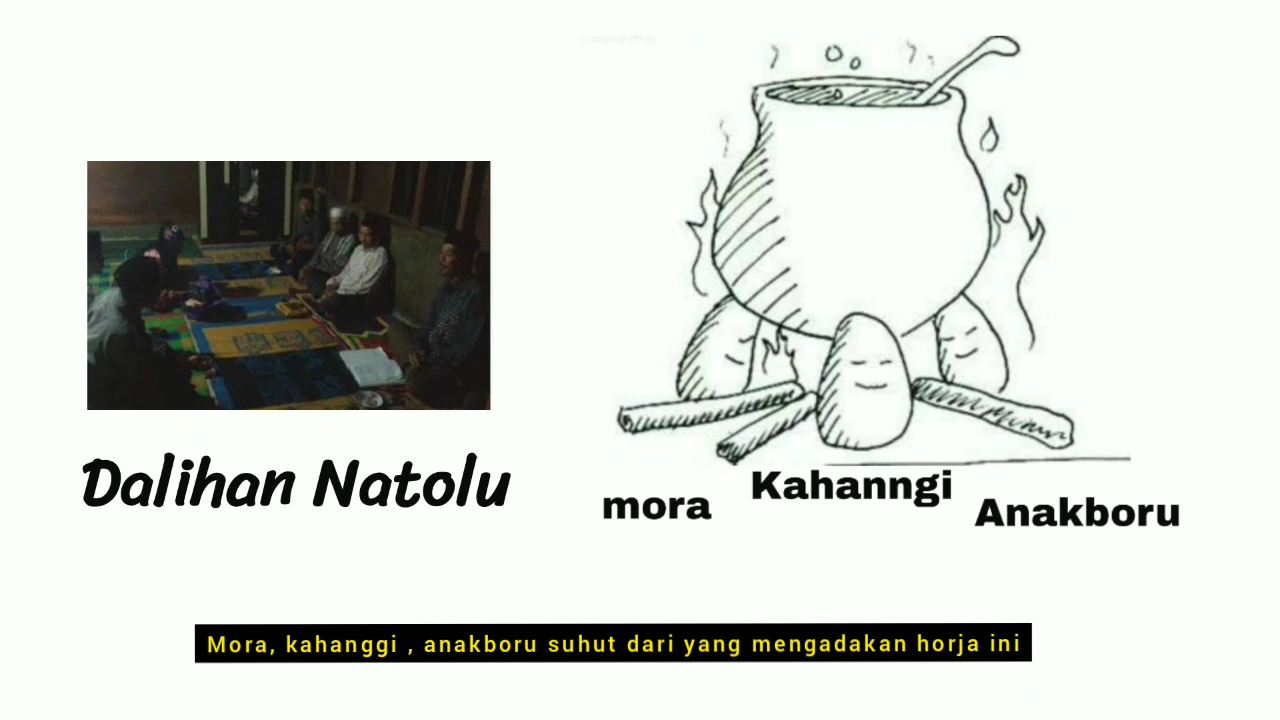 Dalihan Natolu
mora
Kahanngi
Anakboru
Mora, kahanggi , anakboru suhut dari yang mengadakan horja ini